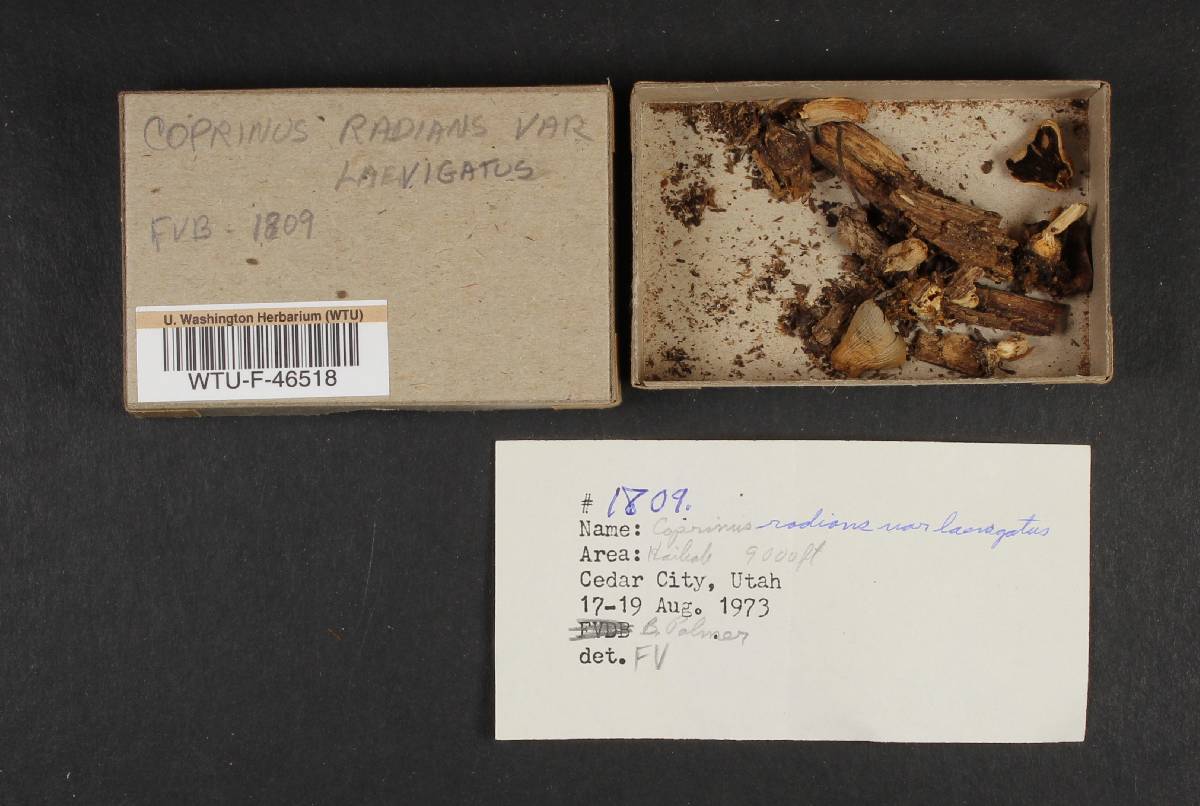 COPRINUS RADIANS VAR
LAEVIGATUS
FVB - 1809
U. Washington Herbarium (WTU)
WTU-F-46518
# 1809.
Name: Coprinus radians var laevigatus
Area: 9000ft
Cedar City, Utah
17-19 Aug. 1973
FVDB B. Palmer
det. FV